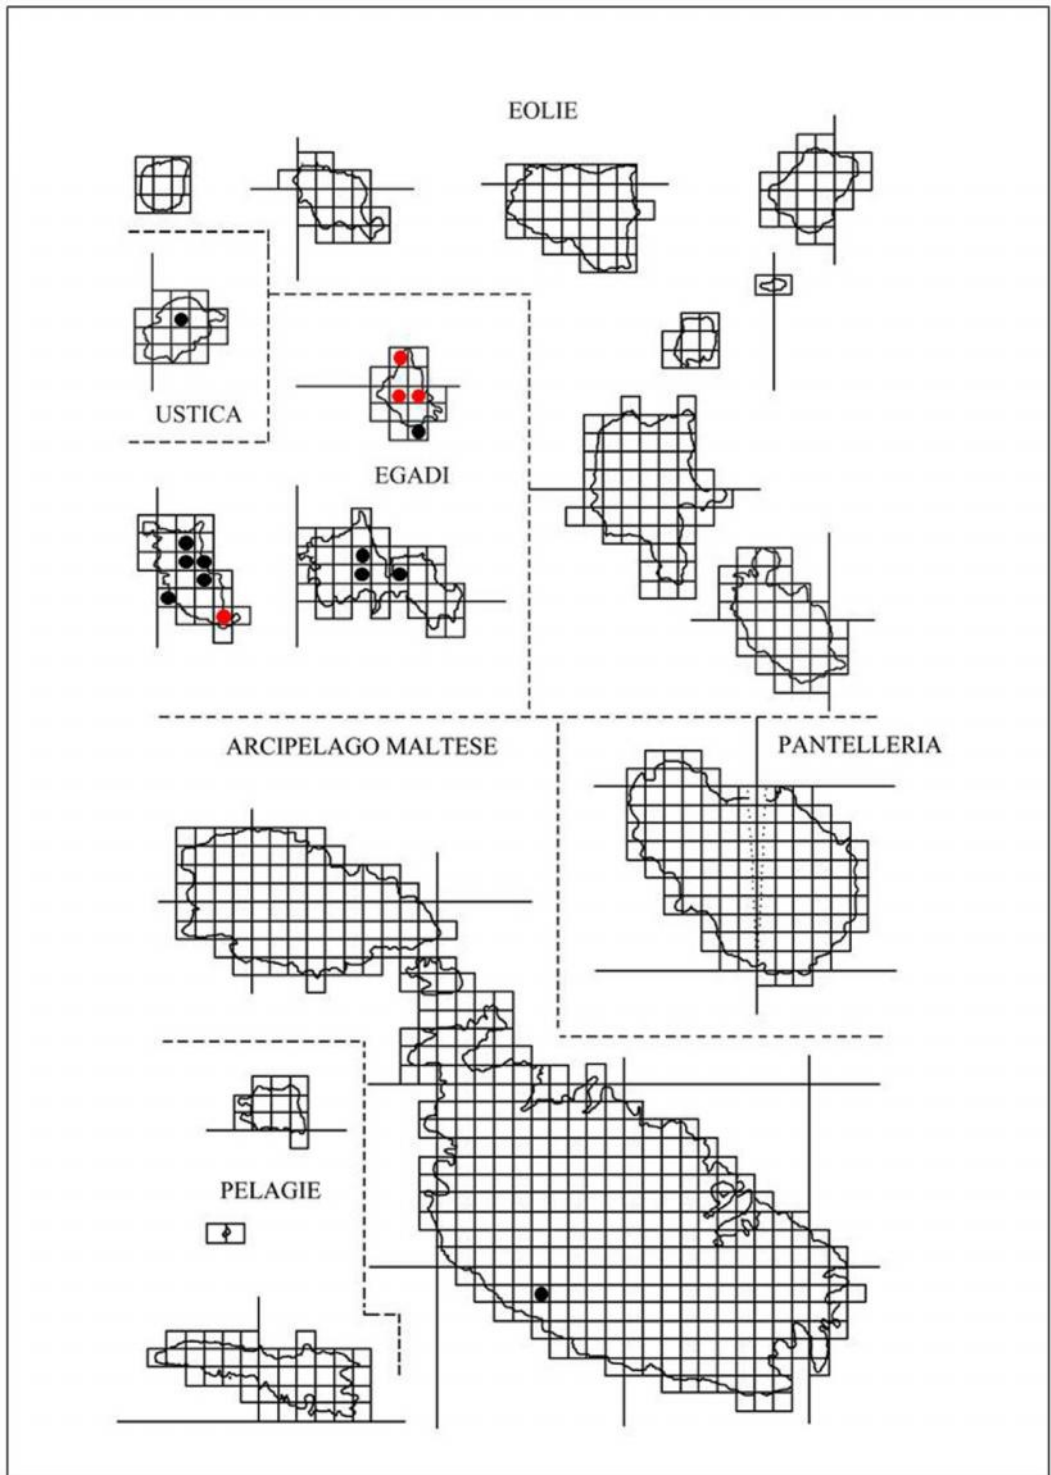 EOLIE
USTICA
EGADI
ARCIPELAGO MALTESE
PANTELLERIA
PELAGIE